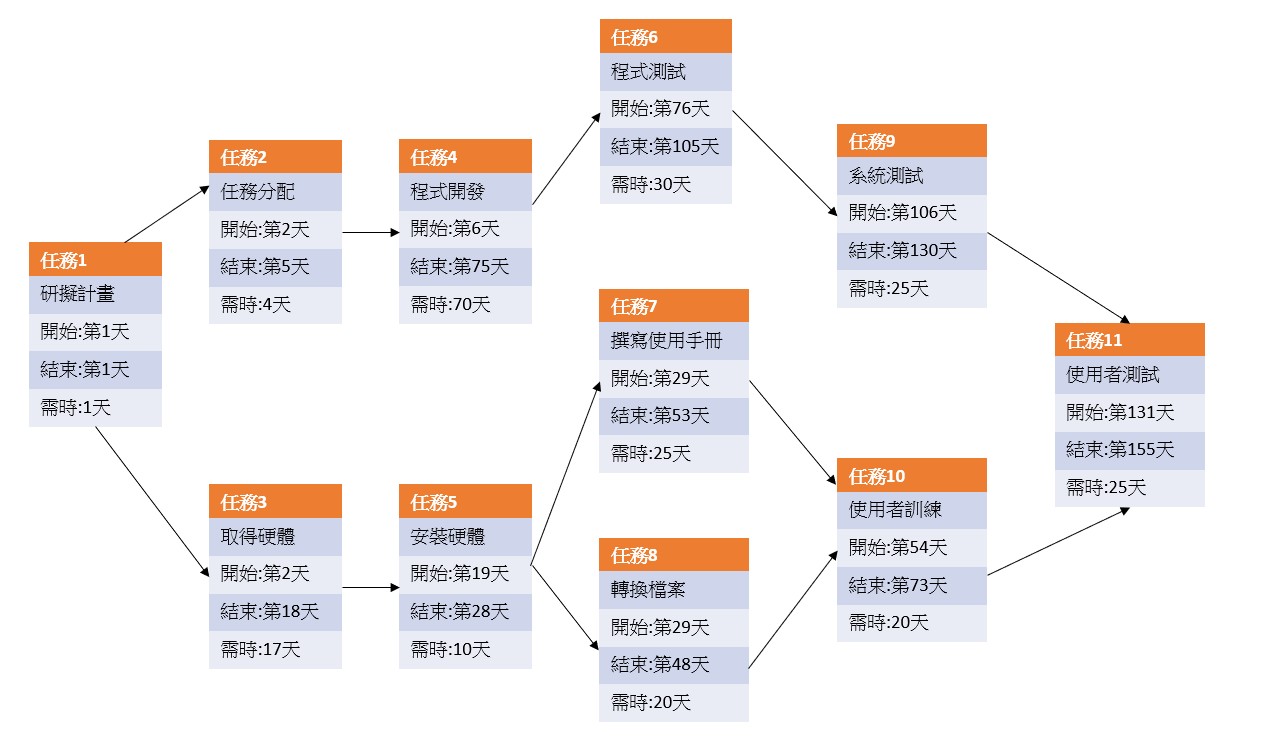 任務1
研擬計畫
開始:第1天
結束:第1天
需時:1天
任務2
任務分配
開始:第2天
結束:第5天
需時:4天
任務3
取得硬體
開始:第2天
結束:第18天
需時:17天
任務4
程式開發
開始:第6天
結束:第75天
需時:70天
任務5
安裝硬體
開始:第19天
結束:第28天
需時:10天
任務6
程式測試
開始:第76天
結束:第105天
需時:30天
任務7
撰寫使用手冊
開始:第29天
結束:第53天
需時:25天
任務8
轉換檔案
開始:第29天
結束:第48天
需時:20天
任務9
系統測試
開始:第106天
結束:第130天
需時:25天
任務10
使用者訓練
開始:第54天
結束:第73天
需時:20天
任務11
使用者測試
開始:第131天
結束:第155天
需時:25天